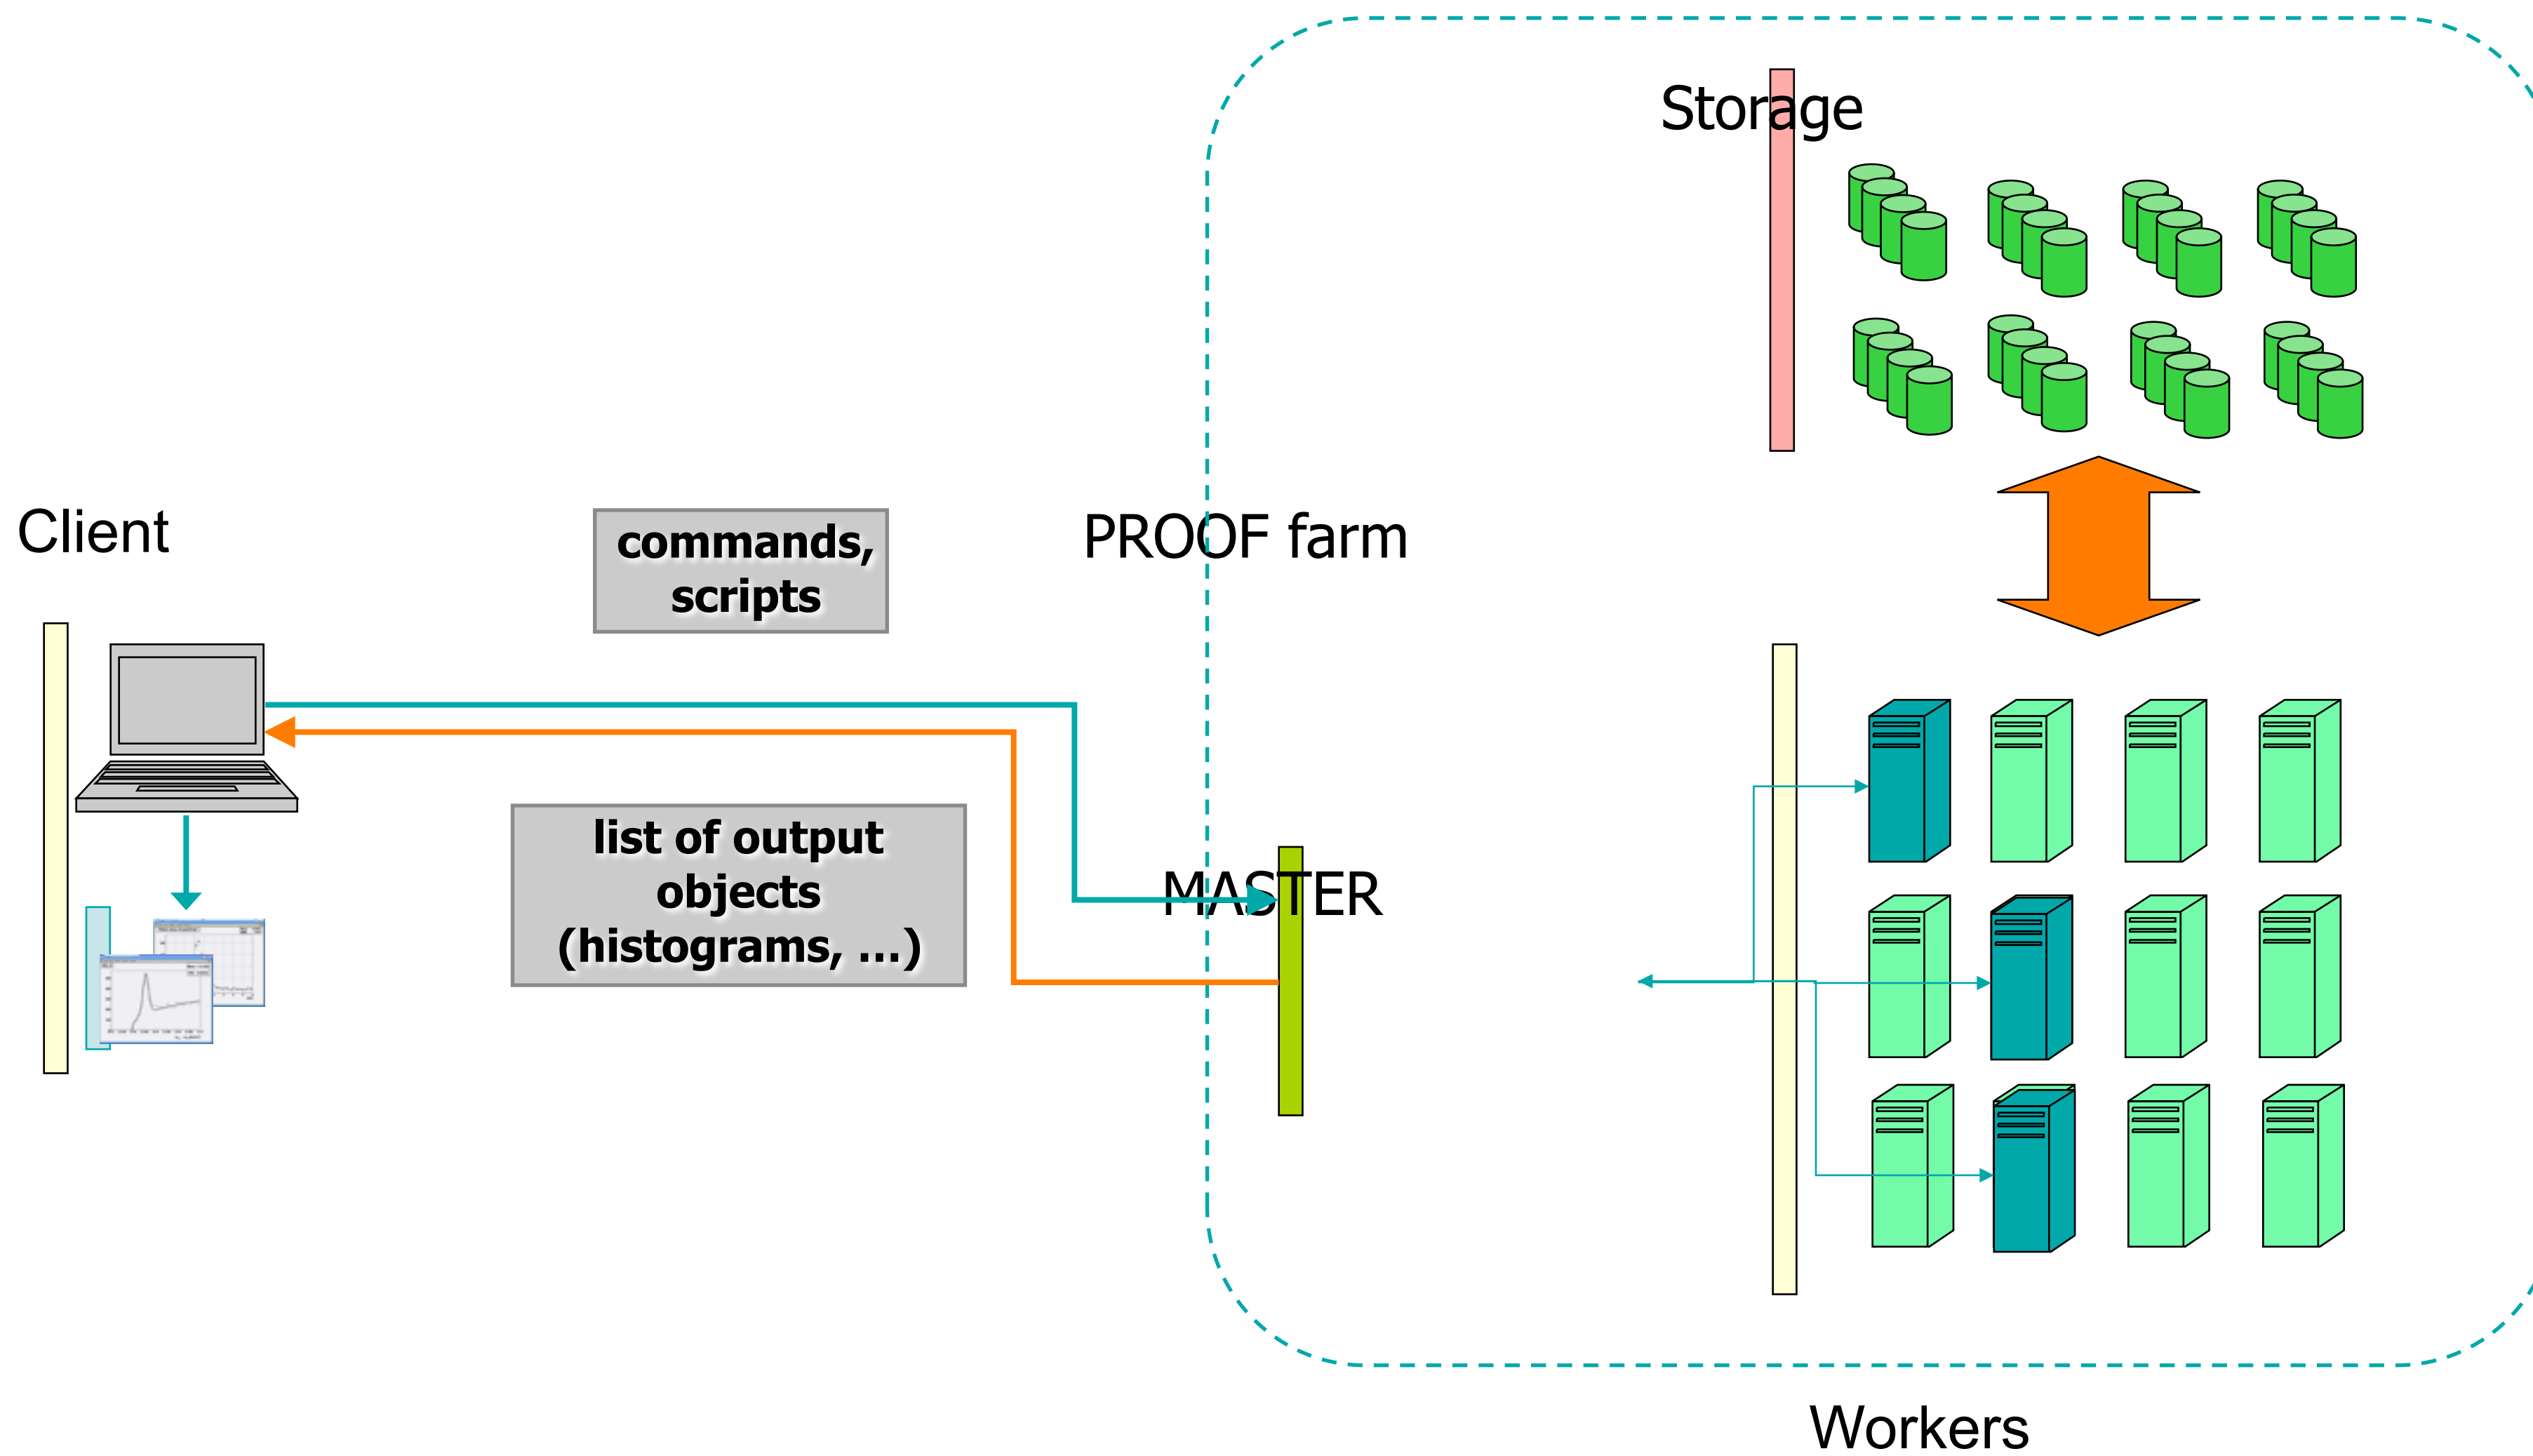 Storage
Client
commands,
scripts
PROOF farm
list of output
objects
(histograms, ...)
MASTER
Workers